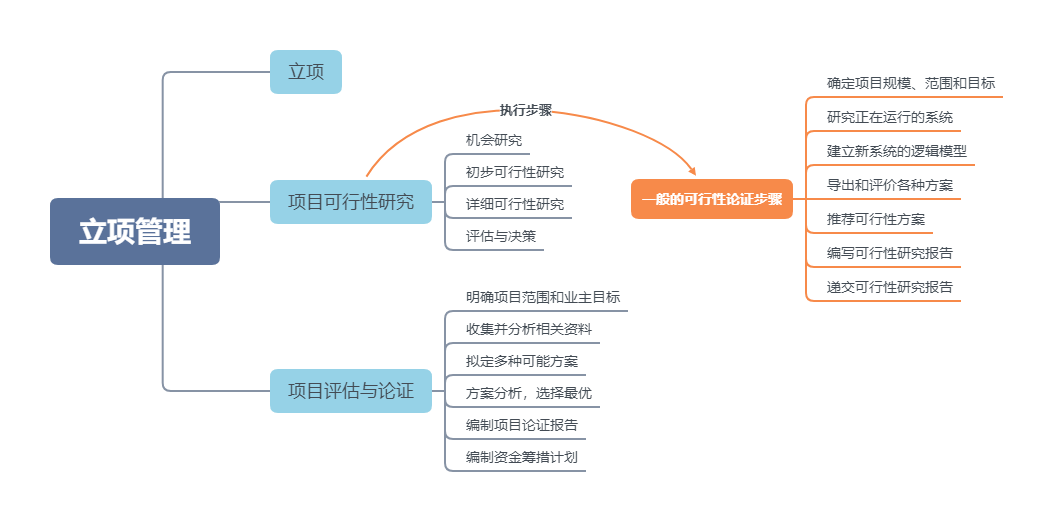 立项管理
立项
项目可行性研究
机会研究
初步可行性研究
详细可行性研究
评估与决策
执行步骤
一般的可行性论证步骤
确定项目规模、范围和目标
研究正在运行的系统
建立新系统的逻辑模型
导出和评价各种方案
推荐可行性方案
编写可行性研究报告
递交可行性研究报告
项目评估与论证
明确项目范围和业主目标
收集并分析相关资料
拟定多种可能方案
方案分析，选择最优
编制项目论证报告
编制资金筹措计划